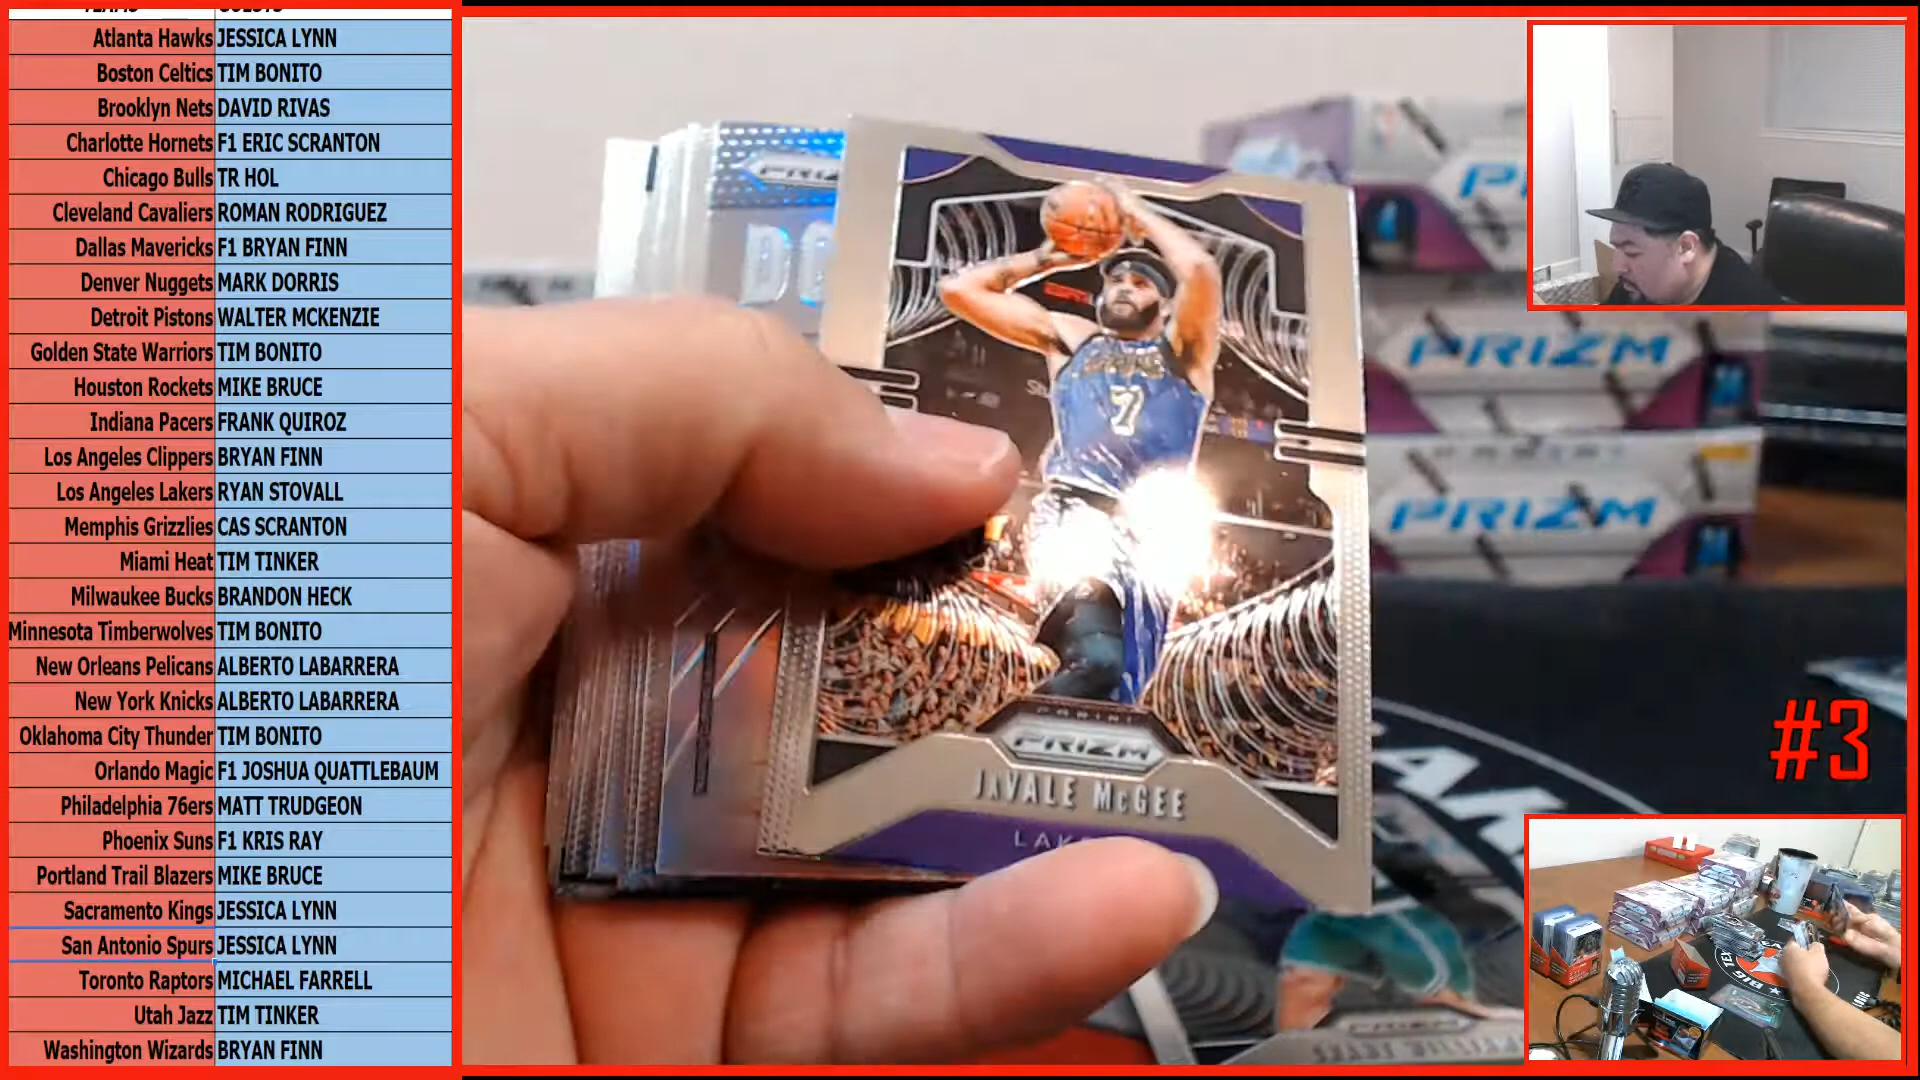 Atlanta Hawks JESSICA LYNN
Boston Celtics TIM BONITO
Brooklyn Nets DAVID RIVAS
Charlotte Hornets F1 ERIC SCRANTON
Chicago Bulls TR HOL
Cleveland Cavaliers ROMAN RODRIGUEZ
Dallas Mavericks F1 BRYAN FINN
Denver Nuggets MARK DORRIS
Detroit Pistons WALTER MCKENZIE
Golden State Warriors TIM BONITO
Houston Rockets MIKE BRUCE
Indiana Pacers FRANK QUIROZ
Los Angeles Clippers BRYAN FINN
Los Angeles Lakers RYAN STOVALL
Memphis Grizzlies CAS SCRANTON
Miami Heat TIM TINKER
Milwaukee Bucks BRANDON HECK
Minnesota Timberwolves TIM BONITO
New Orleans Pelicans ALBERTO LABARRERA
New York Knicks ALBERTO LABARRERA
Oklahoma City Thunder TIM BONITO
Orlando Magic F1 JOSHUA QUATTLEBAUM
Philadelphia 76ers MATT TRUDGEON
Phoenix Suns F1 KRIS RAY
Portland Trail Blazers MIKE BRUCE
Sacramento Kings JESSICA LYNN
San Antonio Spurs JESSICA LYNN
Toronto Raptors MICHAEL FARRELL
Utah Jazz TIM TINKER
Washington Wizards BRYAN FINN
7
PANINI
PRIZM
JAVALE McGEE
LAK
PRIZM
PRIZM
#3
PRIZM